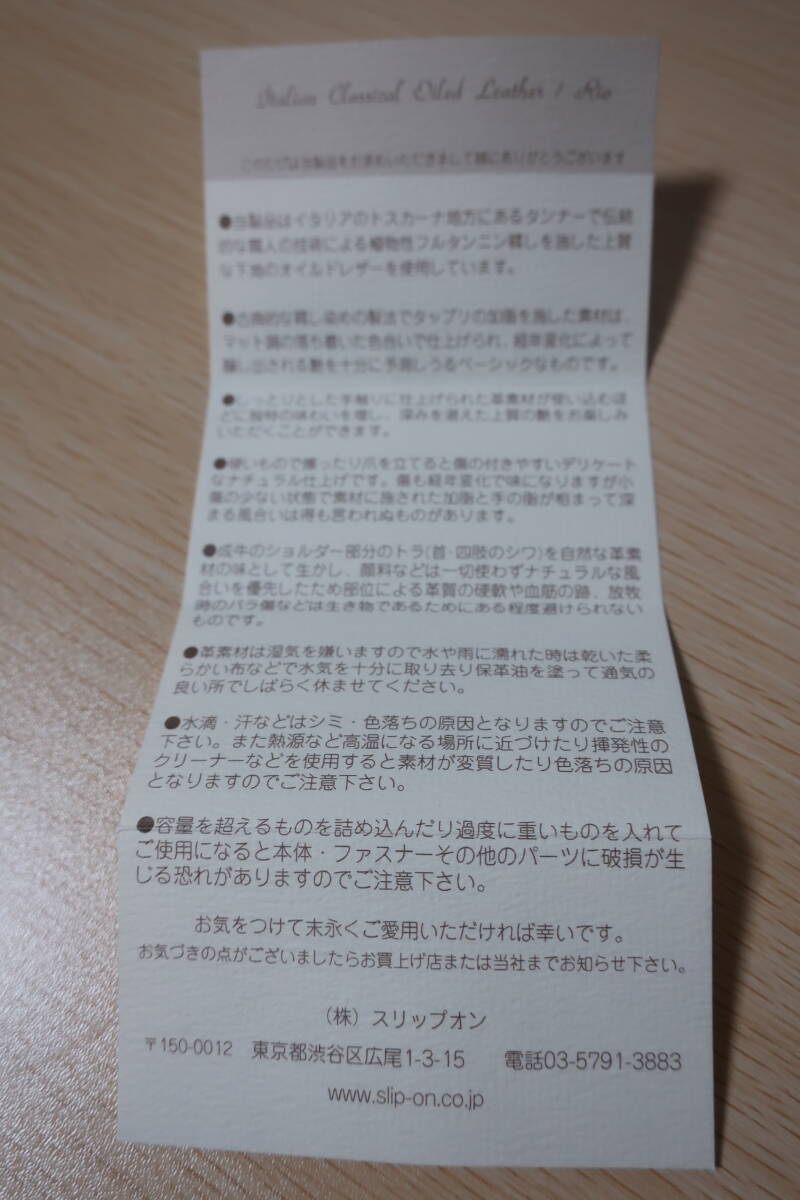 Italian Classical Oiled Leather / Rio
このたびは当製品をお求めいただきまして誠にありがとうございます
●当製品はイタリアのトスカーナ地方にあるタンナーで伝統
的な職人の技術による植物性フルタンニン鞣しを施した上質
な下地のオイルドレザーを使用しています。
●古典的な鞣し染めの製法でタップリの加脂を施した素材は、
マット調の落ち着いた色合いで仕上げられ、経年変化によって
醸し出される艶を十分に予測しうるベーシックなものです。
●しっとりとした手触りに仕上げられた革素材が使い込むほ
どに独特の味わいを増し、深みを湛えた上質の艶をお楽しみ
いただくことができます。
●硬いもので擦ったり爪を立てると傷の付きやすいデリケート
なナチュラル仕上げです。傷も経年変化で味になりますが小
傷の少ない状態で素材に施された加脂と手の脂が相まって深
まる風合いは得も言われぬものがあります。
●成牛のショルダー部分のトラ(首・四肢のシワ)を自然な革素
材の味として生かし、顔料などは一切使わずナチュラルな風
合いを優先したため部位による革質の硬軟や血筋の跡、放牧
時のバラ傷などは生き物であるためにある程度避けられない
ものです。
●革素材は湿気を嫌いますので水や雨に濡れた時は乾いた柔
らかい布などで水気を十分に取り去り保革油を塗って通気の
良い所でしばらく休ませてください。
●水滴・汗などはシミ・色落ちの原因となりますのでご注意
下さい。また熱源など高温になる場所に近づけたり揮発性の
クリーナーなどを使用すると素材が変質したり色落ちの原因
となりますのでご注意下さい。
●容量を超えるものを詰め込んだり過度に重いものを入れて
ご使用になると本体・ファスナーその他のパーツに破損が生
じる恐れがありますのでご注意下さい。
お気をつけて末永くご愛用いただければ幸いです。
お気づきの点がございましたらお買上げ店または当社までお知らせ下さい。
（株）スリップオン
〒150-0012 東京都渋谷区広尾1-3-15 電話03-5791-3883
www.slip-on.co.jp